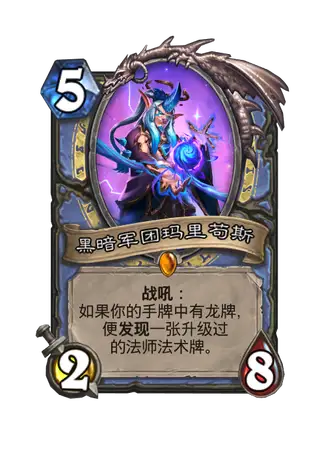 5
黑暗军团玛里苟斯
战吼：
如果你的手牌中有龙牌，
便发现一张升级过
的法师法术牌。
2
8